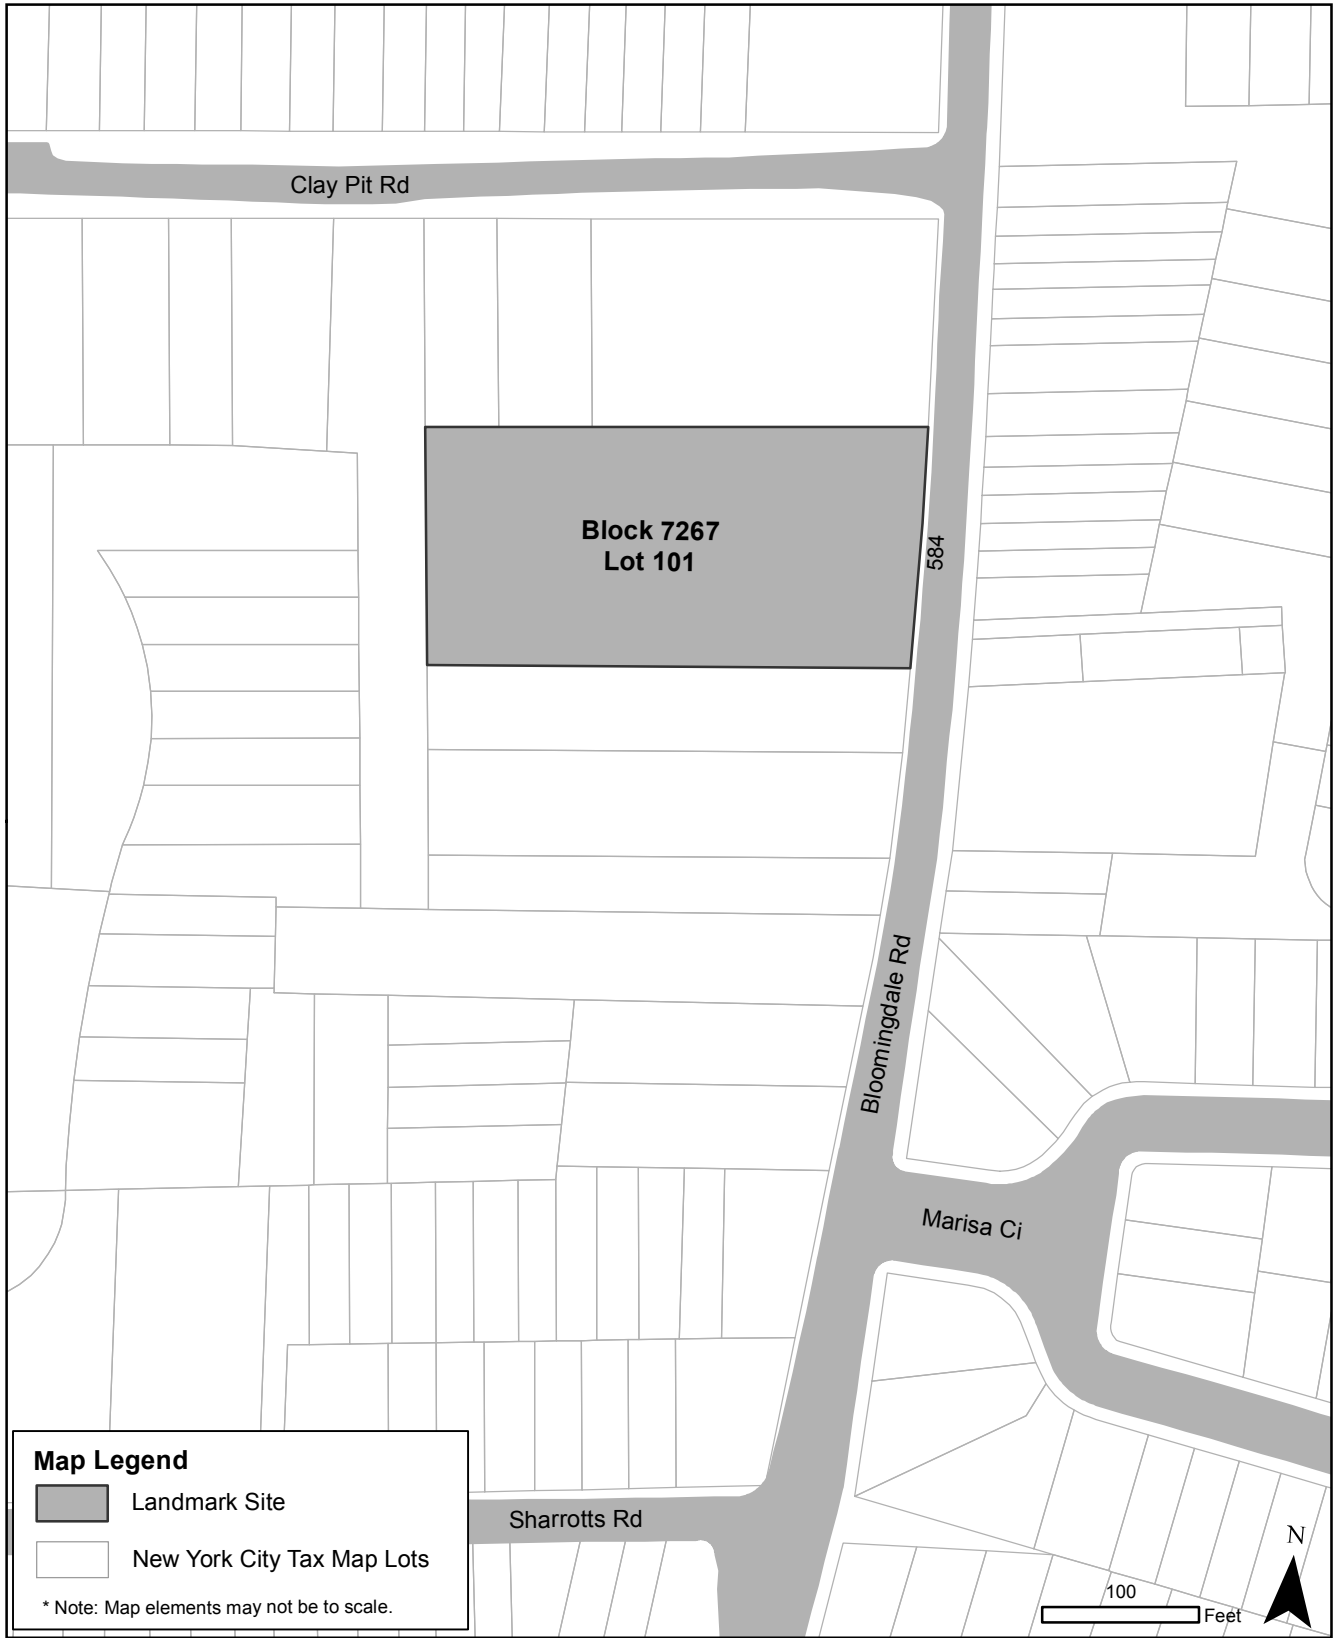 Clay Pit Rd
Block 7267
Lot 101
584
Bloomingdale Rd
Marisa Ci
Map Legend
Landmark Site
New York City Tax Map Lots
* Note: Map elements may not be to scale.
Sharrotts Rd
N
100
Feet